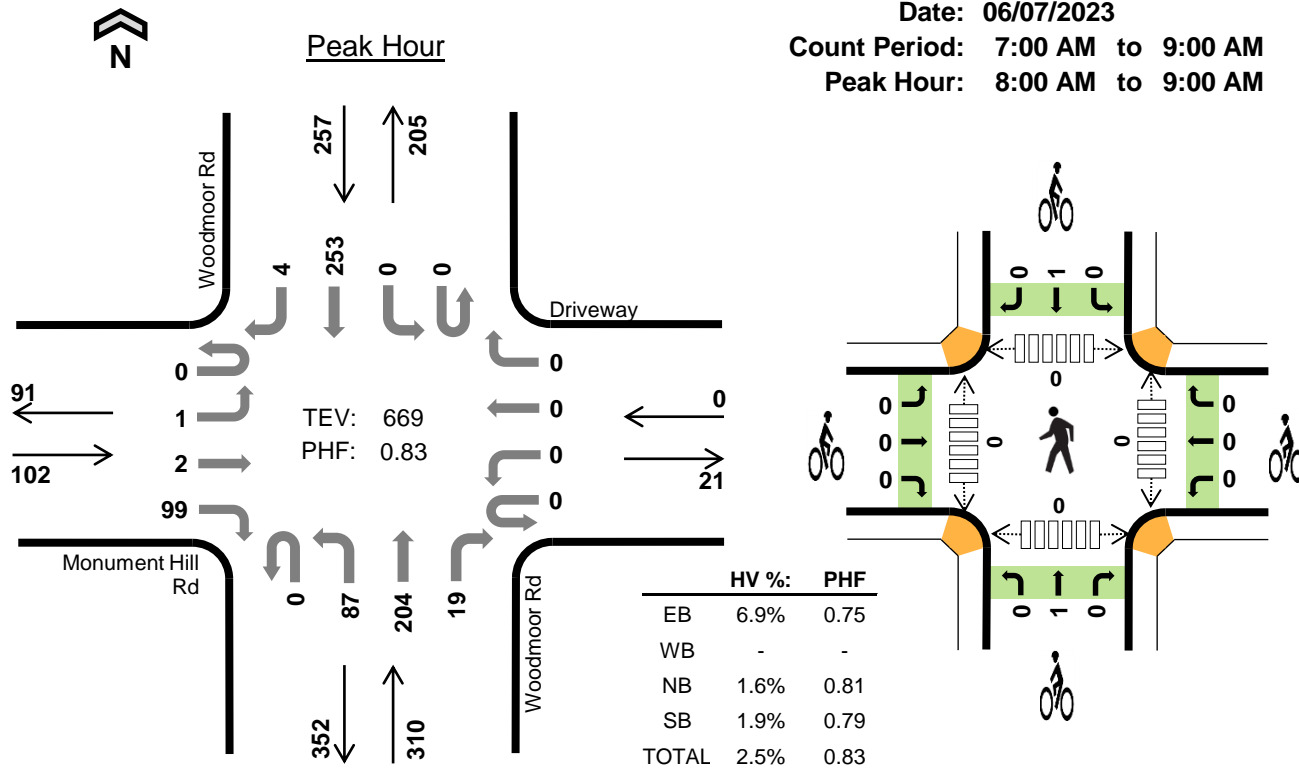 Date: 06/07/2023
Count Period: 7:00 AM to 9:00 AM
Peak Hour: 8:00 AM to 9:00 AM
N
Peak Hour
257
205
Woodmoor Rd
4
253
0
0
Driveway
0
1
2
99
91
102
TEV: 669
PHF: 0.83
0
0
0
0
0
21
Monument Hill
Rd
0
87
204
19
Woodmoor Rd
352
310
HV %: PHF
EB 6.9% 0.75
WB - -
NB 1.6% 0.81
SB 1.9% 0.79
TOTAL 2.5% 0.83
0
1
0
0
0
0
0
0
0
0
0
0
0
0
1
0